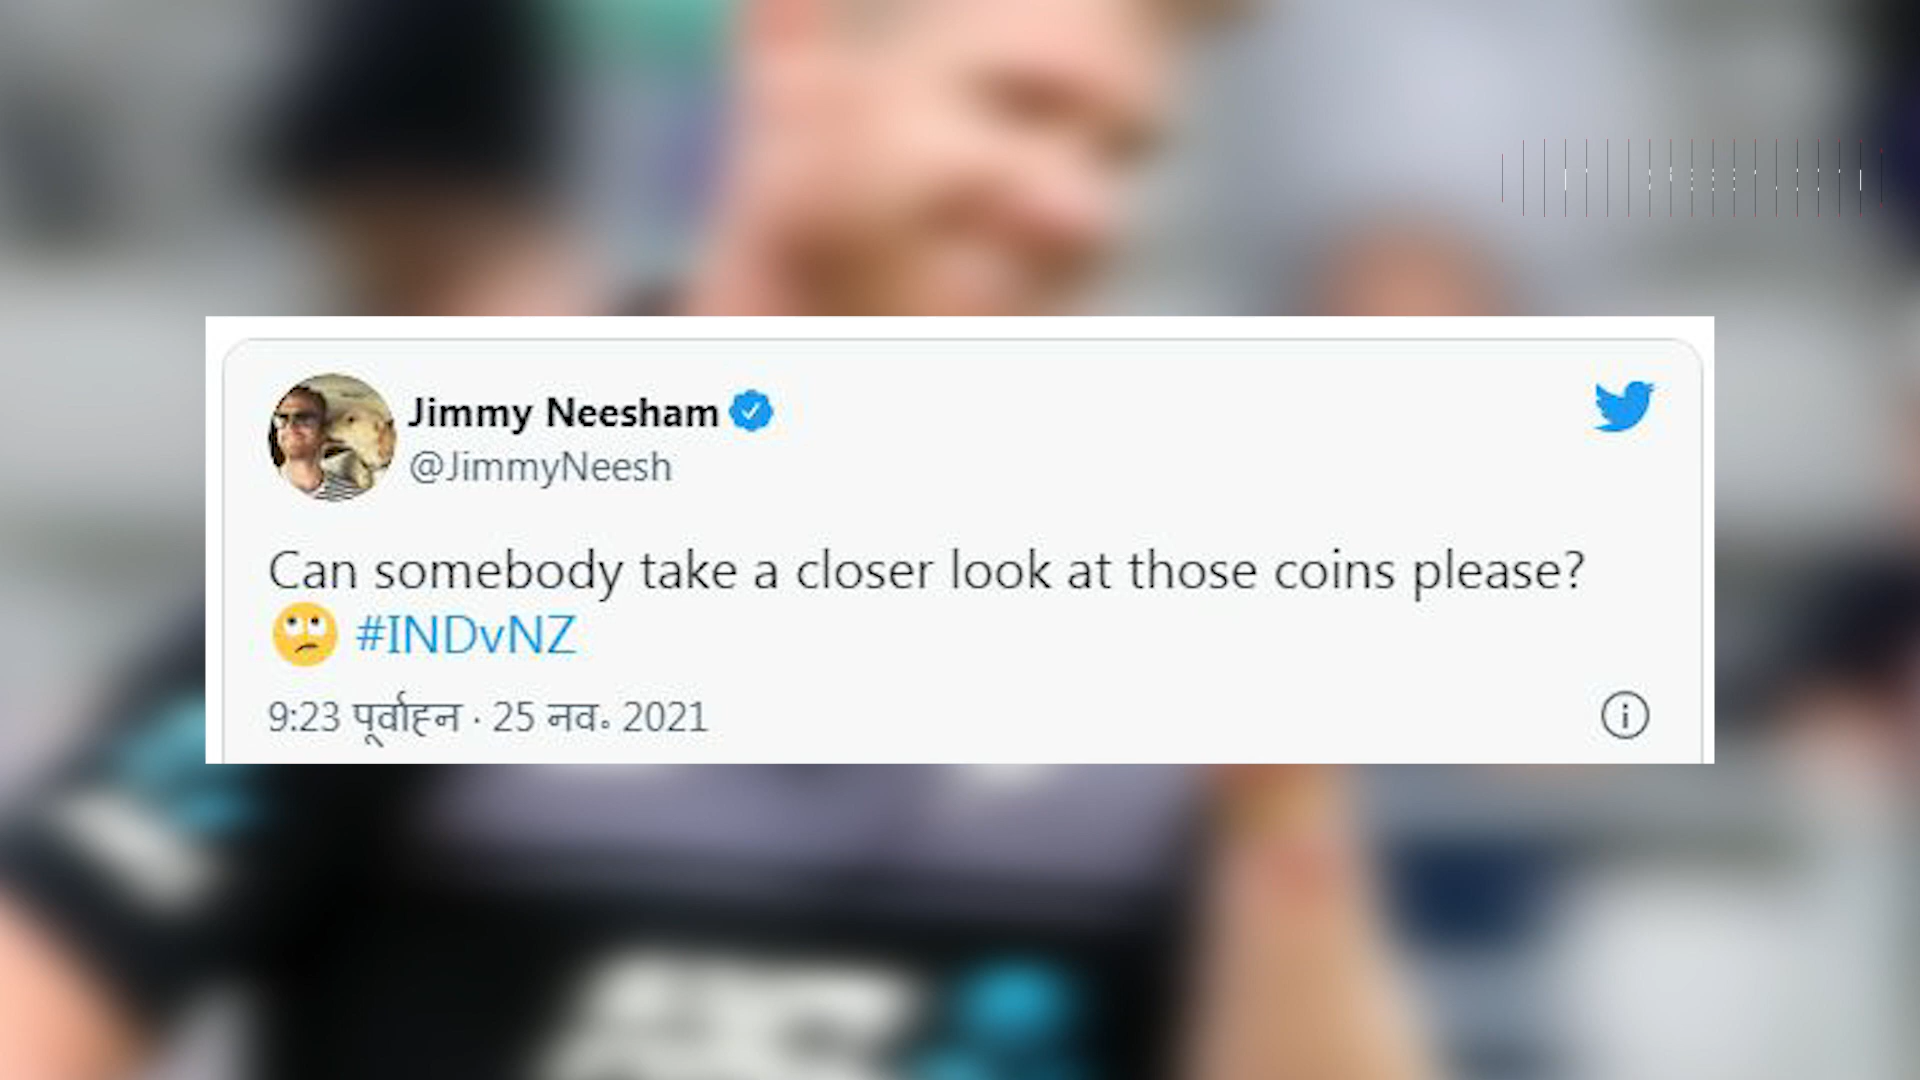 Jimmy Neesham
@JimmyNeesh
Can somebody take a closer look at those coins please?
🙄 #INDvNZ
9:23 पूर्वाह्न · 25 नव॰ 2021